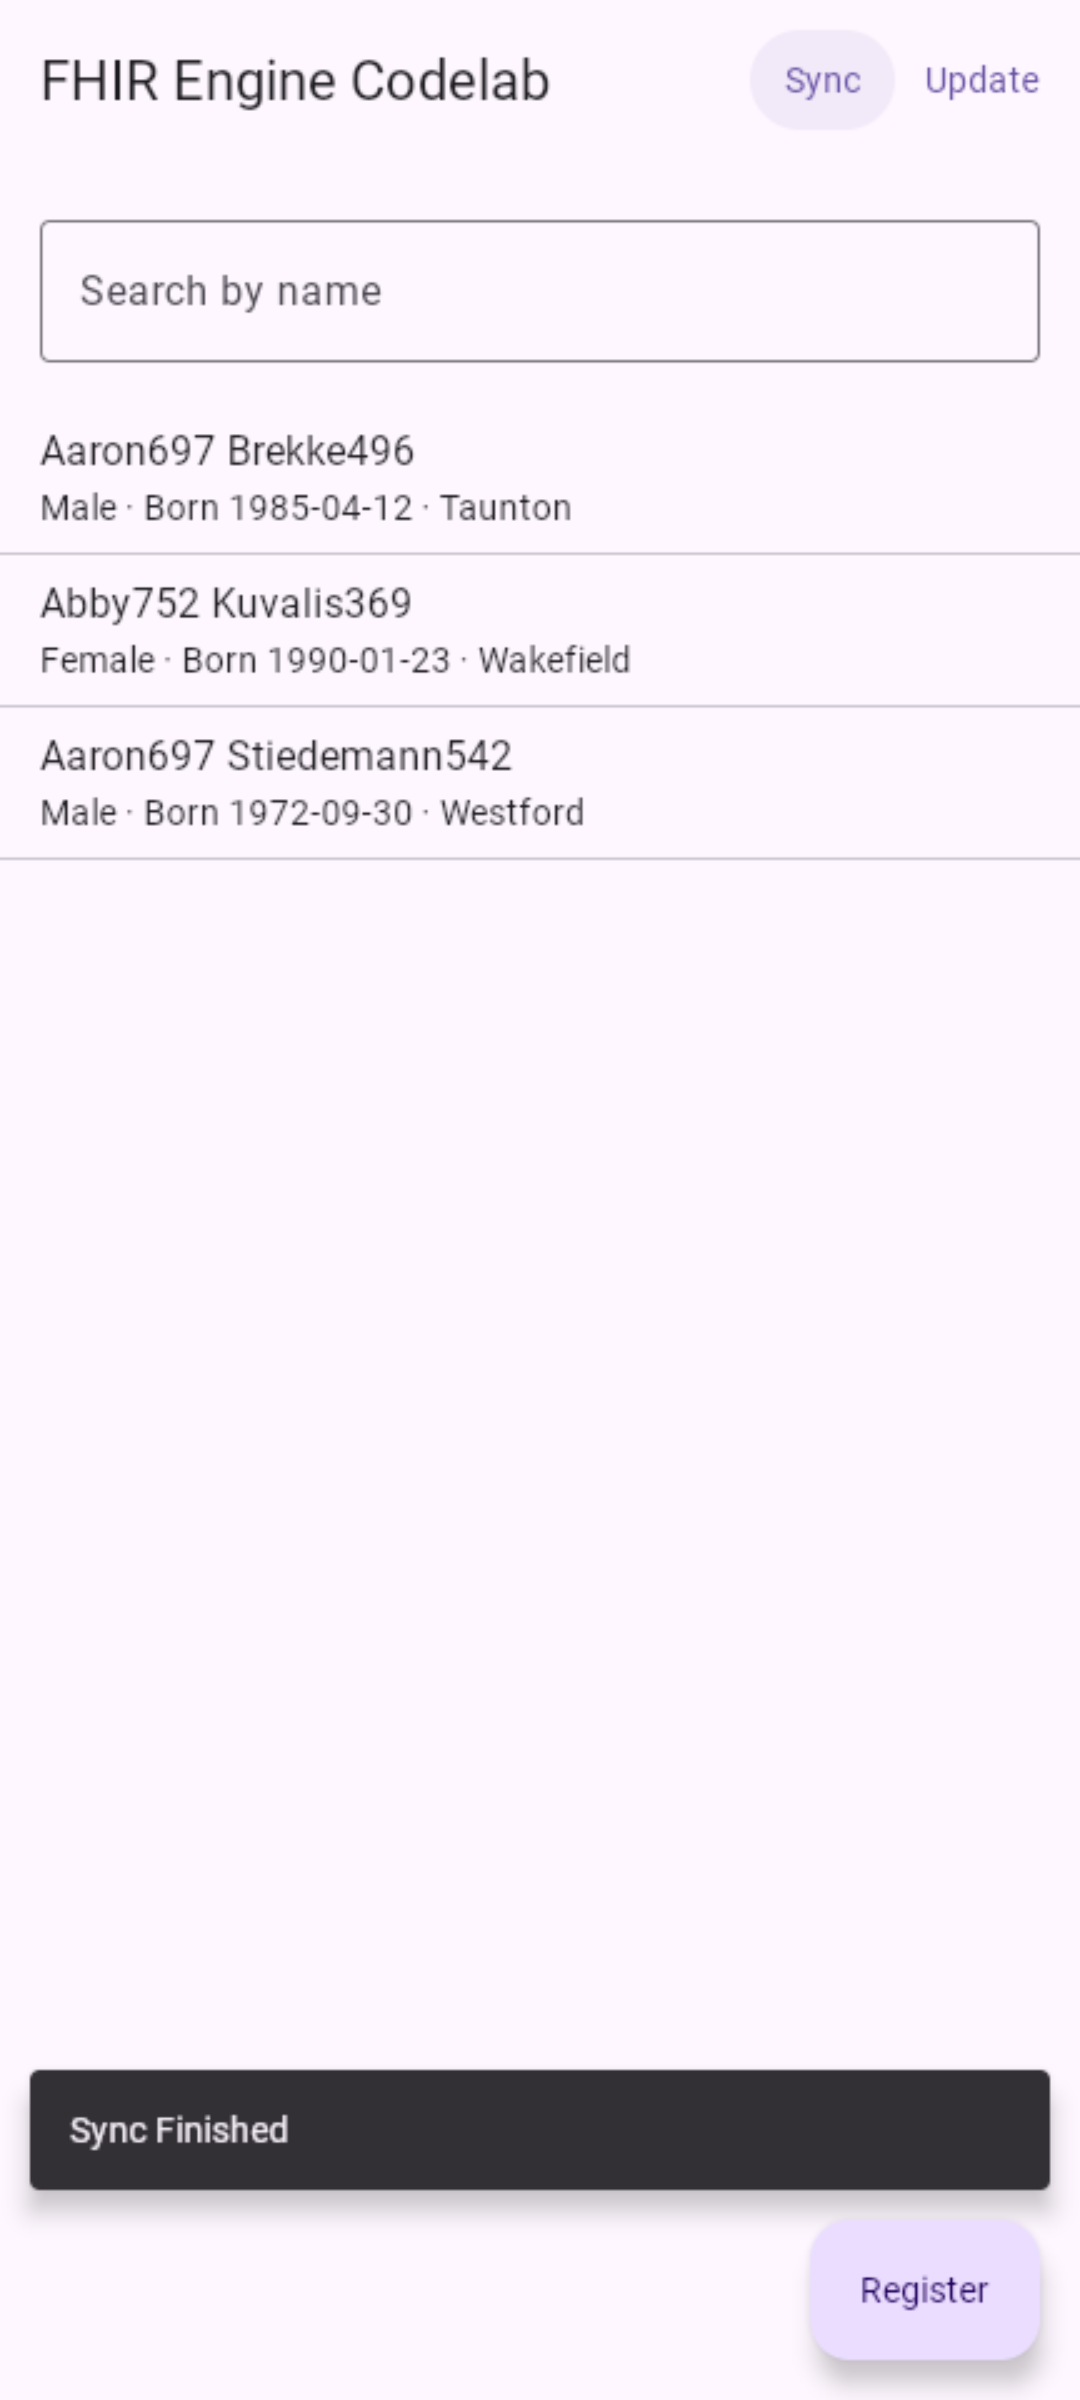 FHIR Engine Codelab
Sync
Update
Search by name
Aaron697 Brekke496
Male · Born 1985-04-12 · Taunton
Abby752 Kuvalis369
Female · Born 1990-01-23 · Wakefield
Aaron697 Stiedemann542
Male · Born 1972-09-30 · Westford
Sync Finished
Register